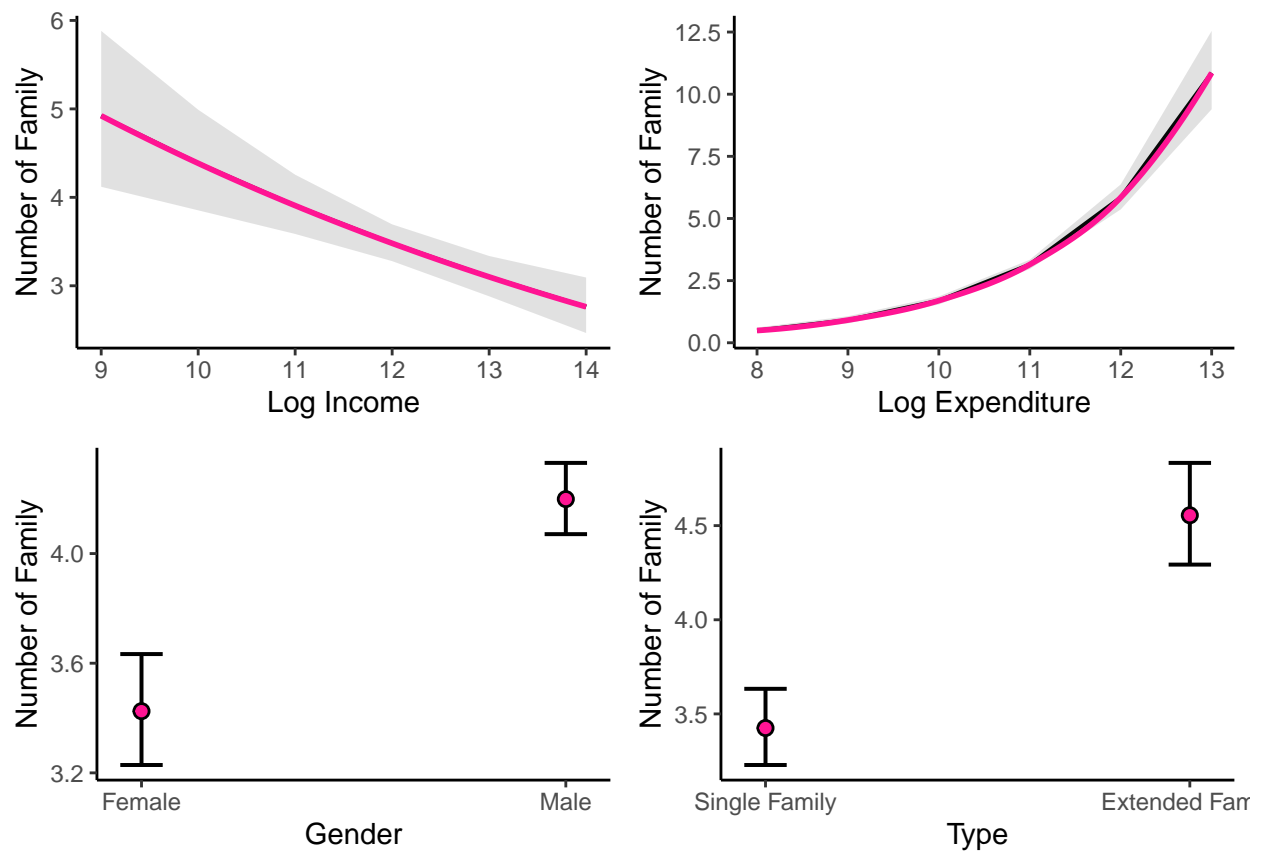 Number of Family
6
5
4
3
9 10 11 12 13 14
Log Income
Number of Family
12.5
10.0
7.5
5.0
2.5
0.0
8 9 10 11 12 13
Log Expenditure
Number of Family
4.0
3.6
3.2
Female Male
Gender
Number of Family
4.5
4.0
3.5
Single Family Extended Fam
Type